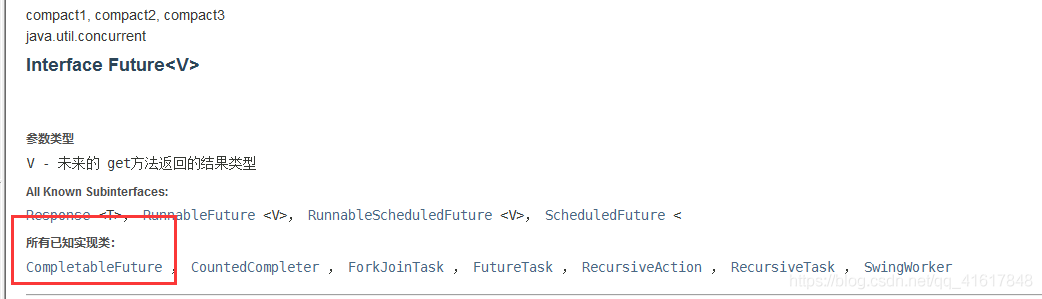 compact1, compact2, compact3
java.util.concurrent
Interface Future<V>
参数类型
V - 未来的 get方法返回的结果类型
All Known Subinterfaces:
Response <T>, RunnableFuture <V>, RunnableScheduledFuture <V>, ScheduledFuture <
所有已知实现类:
CompletableFuture , CountedCompleter , ForkJoinTask , FutureTask , RecursiveAction , RecursiveTask , SwingWorker
https://blog.csdn.net/qq_41617848